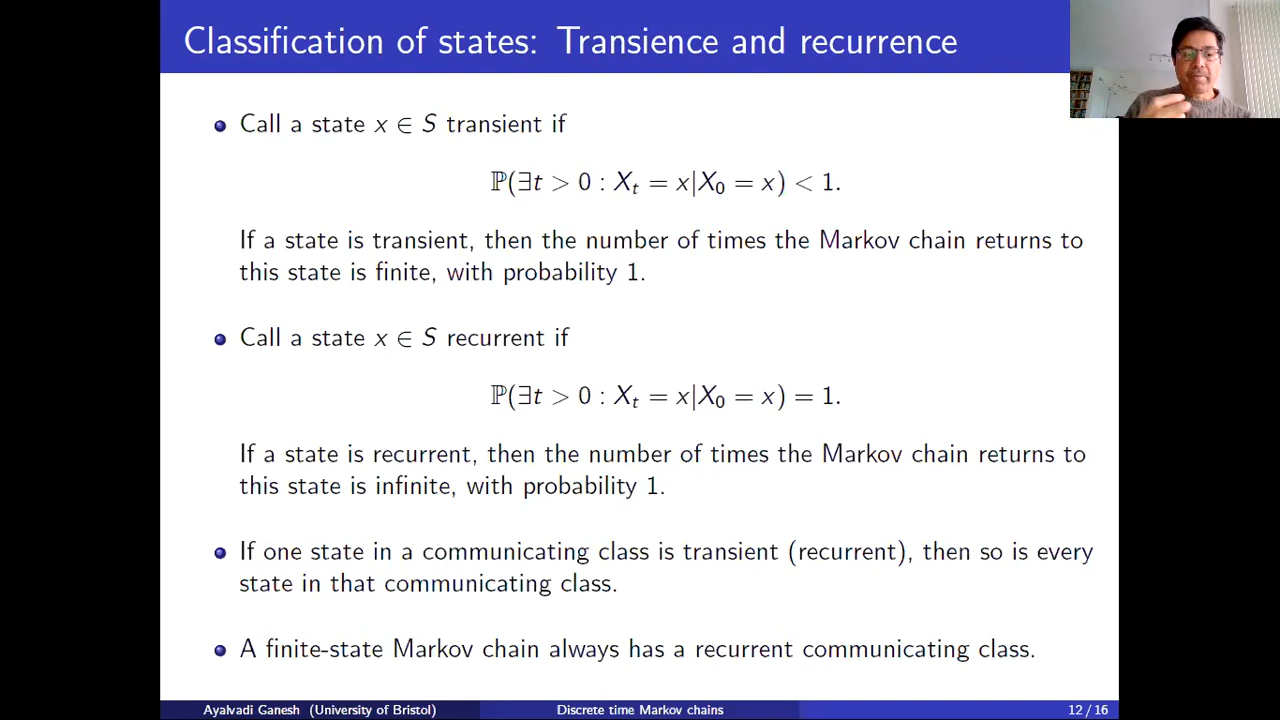 Classification of states: Transience and recurrence
Call a state x ∈ S transient if
ℙ(∃t > 0 : X_t = x|X_0 = x) < 1.
If a state is transient, then the number of times the Markov chain returns to
this state is finite, with probability 1.
Call a state x ∈ S recurrent if
ℙ(∃t > 0 : X_t = x|X_0 = x) = 1.
If a state is recurrent, then the number of times the Markov chain returns to
this state is infinite, with probability 1.
If one state in a communicating class is transient (recurrent), then so is every
state in that communicating class.
A finite-state Markov chain always has a recurrent communicating class.
Ayalvadi Ganesh (University of Bristol) Discrete time Markov chains 12 / 16